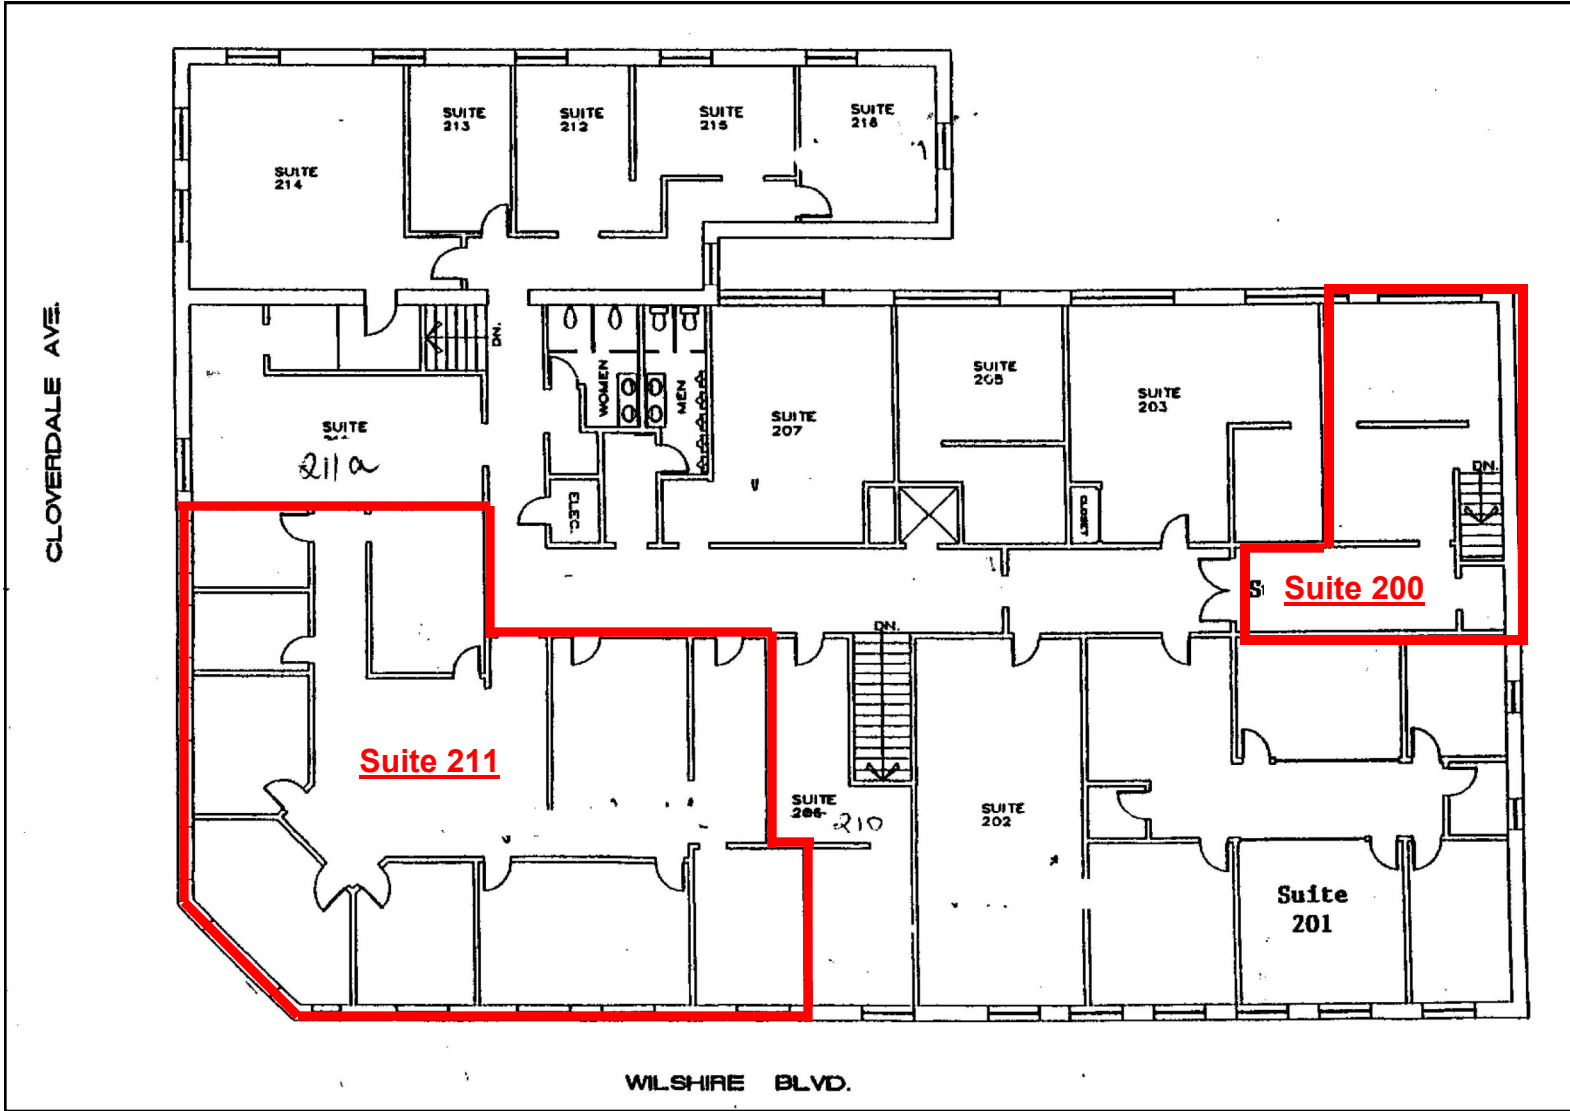 SUITE
213
SUITE
212
SUITE
215
SUITE
216
SUITE
214
CLOVERDALE AVE.
DN.
WOMEN
MEN
SUITE
211a
ELEC.
SUITE
207
SUITE
205
SUITE
203
CLOSET
DN.
Suite 200
DN.
Suite 211
SUITE
210
SUITE
202
Suite
201
WILSHIRE BLVD.